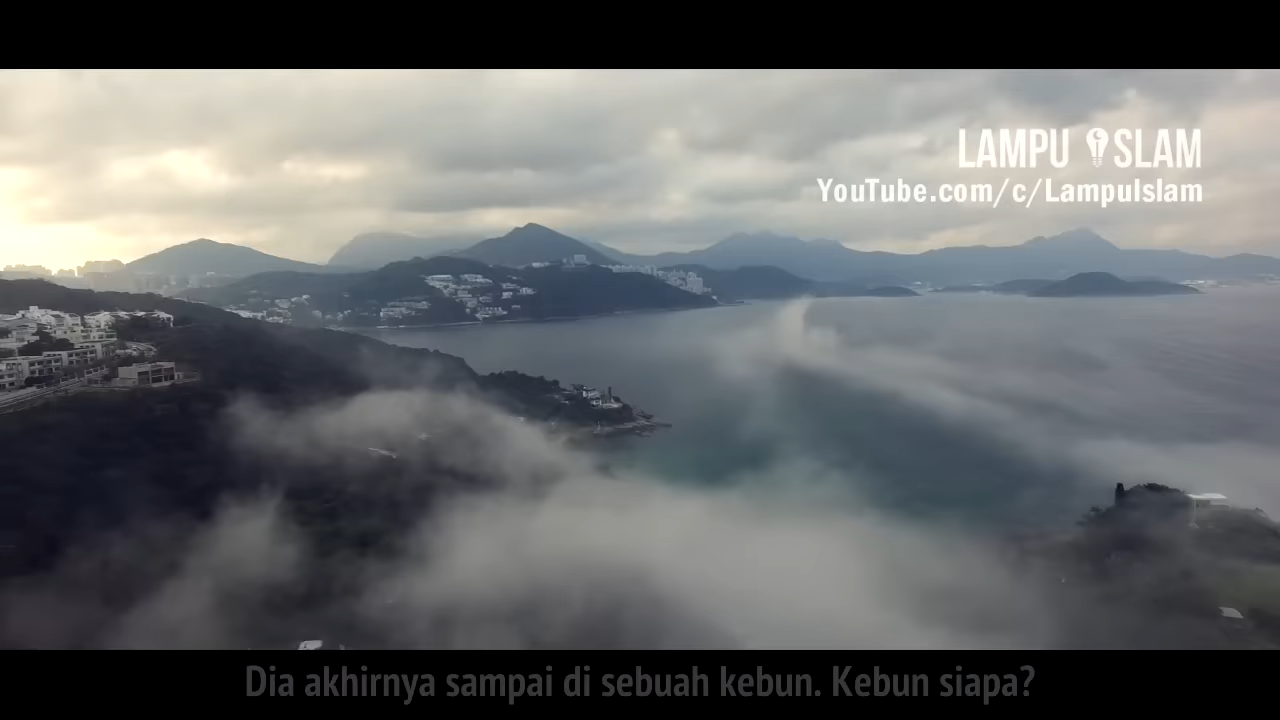 LAMPU ISLAM
YouTube.com/c/LampuIslam
Dia akhirnya sampai di sebuah kebun. Kebun siapa?